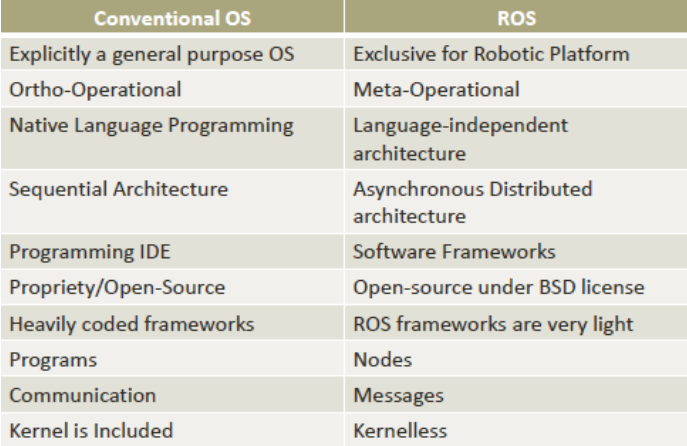 Conventional OS ROS
Explicitly a general purpose OS Exclusive for Robotic Platform
Ortho-Operational Meta-Operational
Native Language Programming Language-independent
architecture
Sequential Architecture Asynchronous Distributed
architecture
Programming IDE Software Frameworks
Propriety/Open-Source Open-source under BSD license
Heavily coded frameworks ROS frameworks are very light
Programs Nodes
Communication Messages
Kernel is Included Kernelless